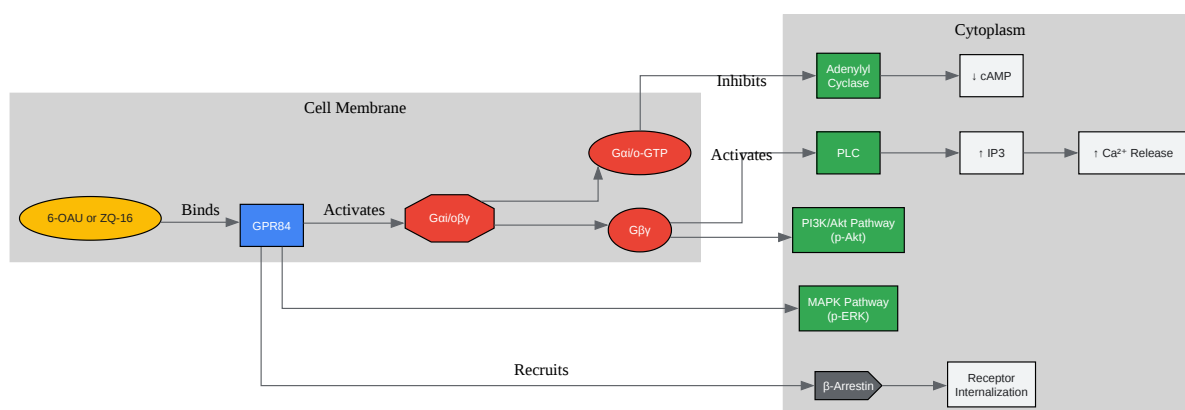 Cytoplasm
Adenylyl
Cyclase
↓ cAMP
Inhibits
Cell Membrane
Gαi/o-GTP
Activates
PLC
↑ IP3
↑ Ca²⁺ Release
6-OAU or ZQ-16
Binds
GPR84
Activates
Gαi/oβγ
Gβγ
PI3K/Akt Pathway
(p-Akt)
MAPK Pathway
(p-ERK)
Recruits
β-Arrestin
Receptor
Internalization